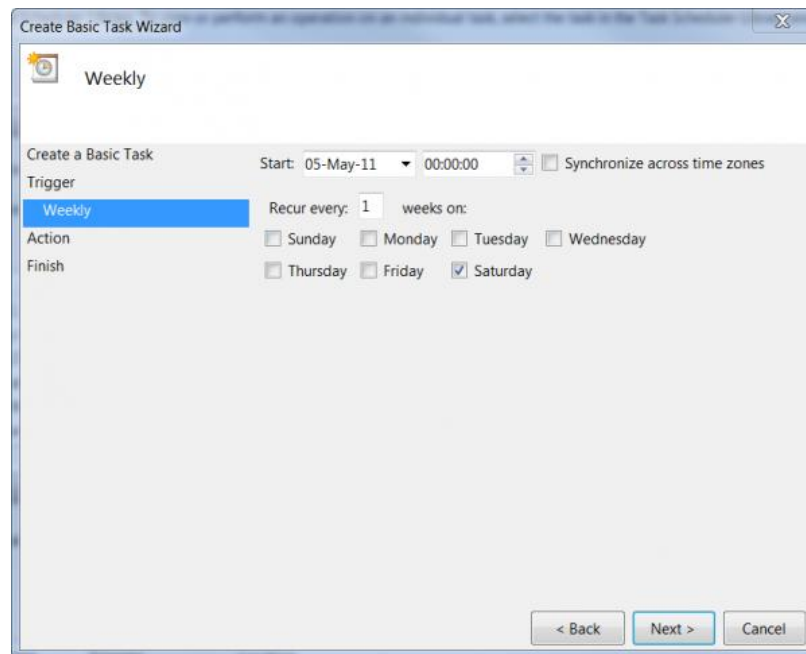 Create Basic Task Wizard
Weekly
Create a Basic Task
Trigger
Weekly
Action
Finish
Start: 05-May-11 00:00:00 Synchronize across time zones
Recur every: 1 weeks on:
Sunday Monday Tuesday Wednesday
Thursday Friday Saturday
< Back Next > Cancel